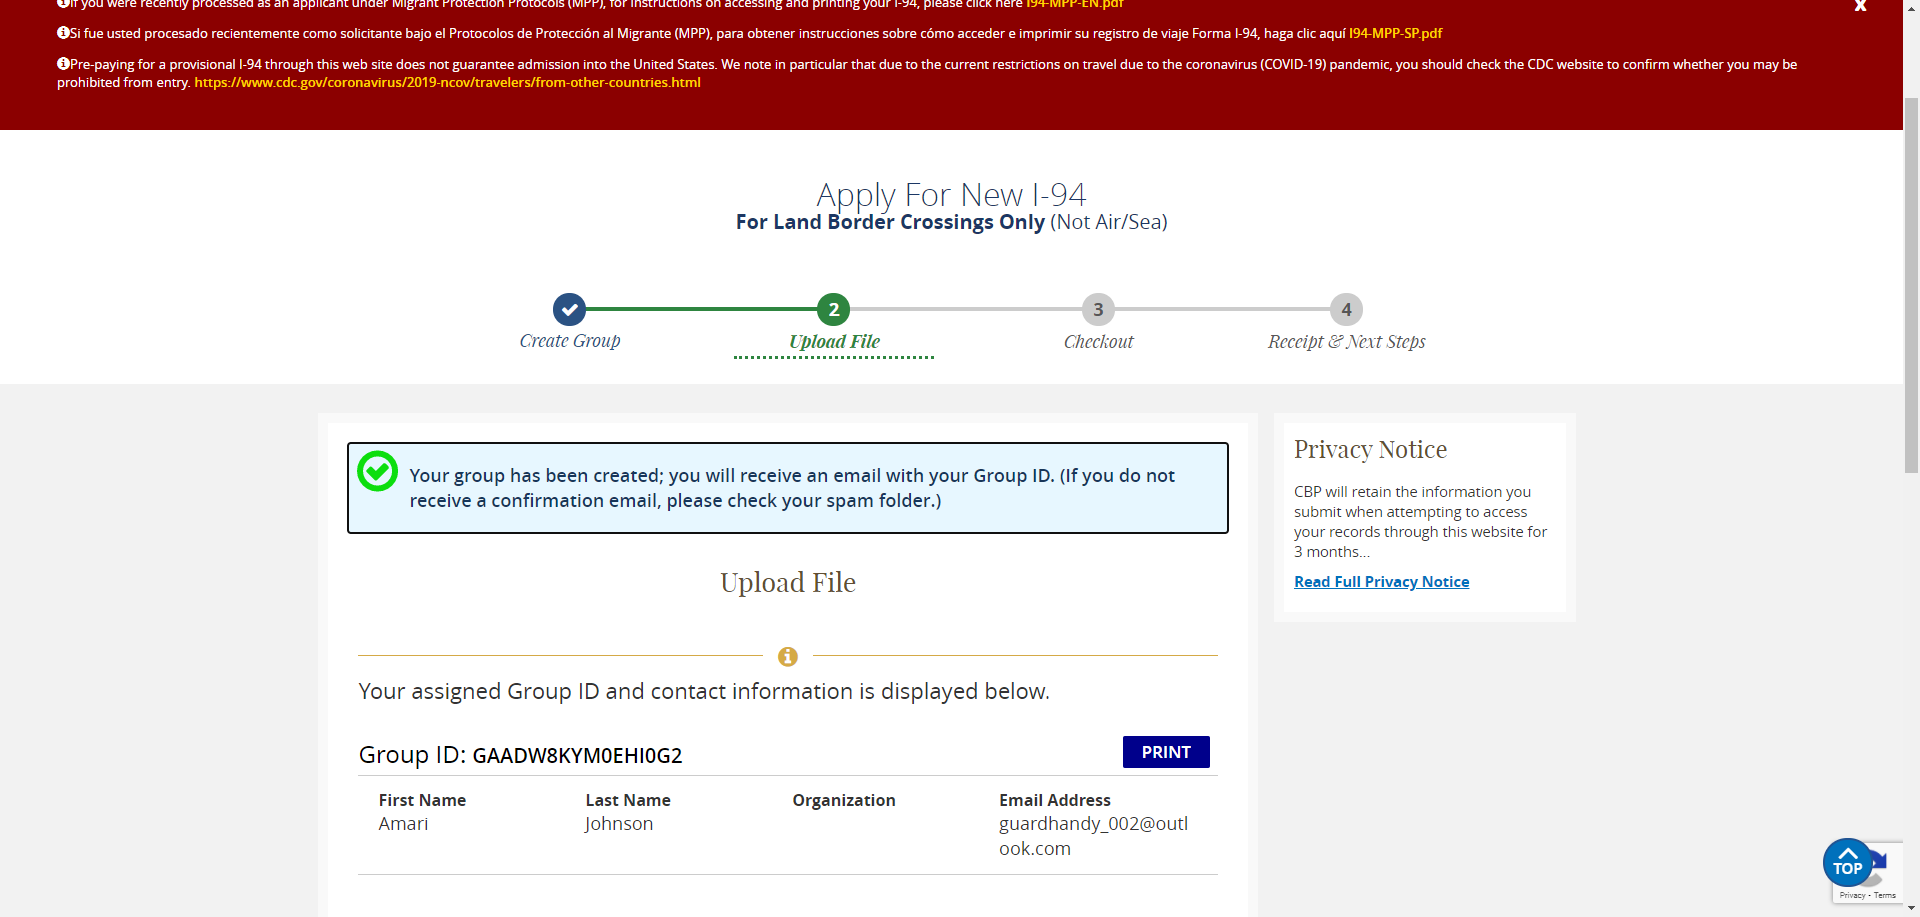 If you were recently processed as an applicant under Migrant Protection Protocols (MPP), for instructions on accessing and printing your I-94, please click here I94-MPP-EN.pdf
X
Si fue usted procesado recientemente como solicitante bajo el Protocolos de Protección al Migrante (MPP), para obtener instrucciones sobre cómo acceder e imprimir su registro de viaje Forma I-94, haga clic aquí I94-MPP-SP.pdf
Pre-paying for a provisional I-94 through this web site does not guarantee admission into the United States. We note in particular that due to the current restrictions on travel due to the coronavirus (COVID-19) pandemic, you should check the CDC website to confirm whether you may be
prohibited from entry. https://www.cdc.gov/coronavirus/2019-ncov/travelers/from-other-countries.html
Apply For New I-94
For Land Border Crossings Only (Not Air/Sea)
2 3 4
Create Group Upload File Checkout Receipt & Next Steps
Your group has been created; you will receive an email with your Group ID. (If you do not
receive a confirmation email, please check your spam folder.)
Upload File
Your assigned Group ID and contact information is displayed below.
Group ID: GAADW8KYM0EHI0G2
PRINT
First Name Last Name Organization Email Address
Amari Johnson guardhandy_002@outl
ook.com
Privacy Notice
CBP will retain the information you
submit when attempting to access
your records through this website for
3 months...
Read Full Privacy Notice
TOP
Privacy - Terms